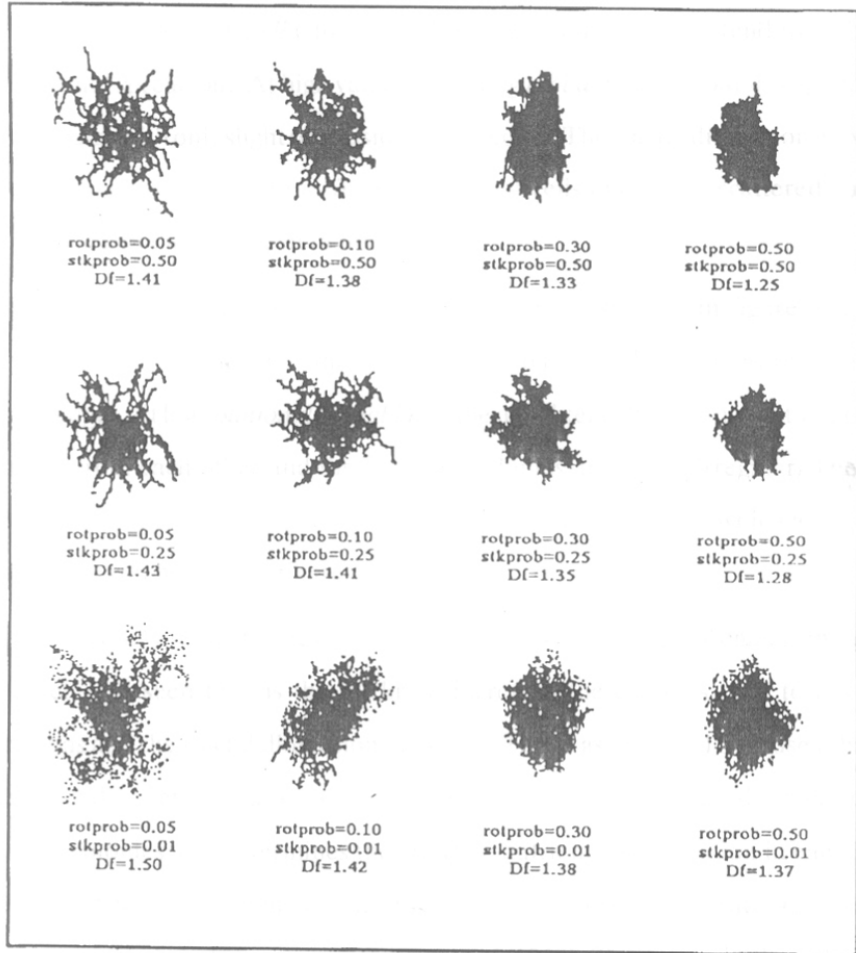 rotprob=0.05
stkprob=0.50
Df=1.41
rotprob=0.10
stkprob=0.50
Df=1.38
rotprob=0.30
stkprob=0.50
Df=1.33
rotprob=0.50
stkprob=0.50
Df=1.25
rotprob=0.05
stkprob=0.25
Df=1.43
rotprob=0.10
stkprob=0.25
Df=1.41
rotprob=0.30
stkprob=0.25
Df=1.35
rotprob=0.50
stkprob=0.25
Df=1.28
rotprob=0.05
stkprob=0.01
Df=1.50
rotprob=0.10
stkprob=0.01
Df=1.42
rotprob=0.30
stkprob=0.01
Df=1.38
rotprob=0.50
stkprob=0.01
Df=1.37